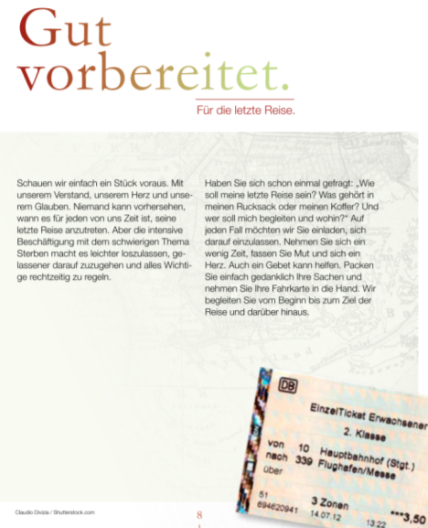 Gut
vorbereitet.
Für die letzte Reise.
Schauen wir einfach ein Stück voraus. Mit
unserem Verstand, unserem Herz und unse-
rem Glauben. Niemand kann vorhersehen,
wann es für jeden von uns Zeit ist, seine
letzte Reise anzutreten. Aber die intensive
Beschäftigung mit dem schwierigen Thema
Sterben macht es leichter loszulassen, ge-
lassener darauf zuzugehen und alles Wichti-
ge rechtzeitig zu regeln.
Haben Sie sich schon einmal gefragt: „Wie
soll meine letzte Reise sein? Was gehört in
meinen Rucksack oder meinen Koffer? Und
wer soll mich begleiten und wohin?“ Auf
jeden Fall möchten wir Sie einladen, sich
darauf einzulassen. Nehmen Sie sich ein
wenig Zeit, fassen Sie Mut und sich ein
Herz. Auch ein Gebet kann helfen. Packen
Sie einfach gedanklich Ihre Sachen und
nehmen Sie Ihre Fahrkarte in die Hand. Wir
begleiten Sie vom Beginn bis zum Ziel der
Reise und darüber hinaus.
DB
EinzelTicket Erwachsener
2. Klasse
von 10 Hauptbahnhof (Stgt.)
nach 339 Flughafen/Messe
über
51 3 Zonen ***3,50
694620941 14.07.12 13:22
Claudio Divizia / Shutterstock.com
8